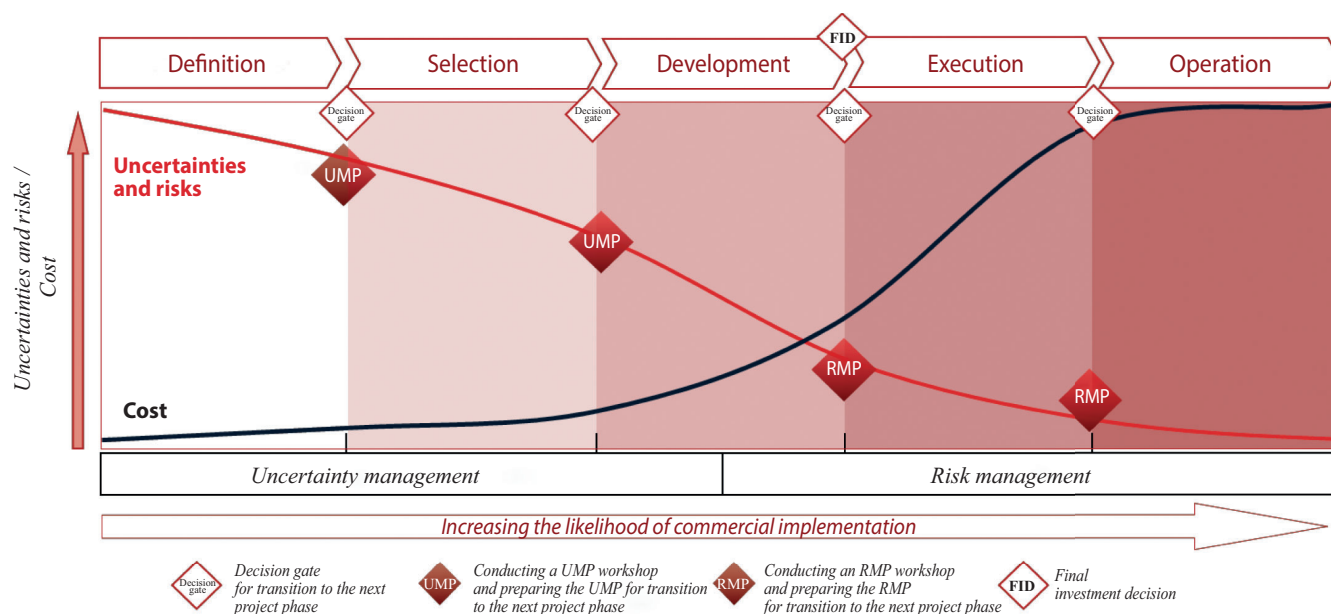 FID
Definition
Selection
Development
Execution
Operation
Decision
gate
Decision
gate
Decision
gate
Decision
gate
Uncertainties and risks /
Cost
Uncertainties
and risks
UMP
UMP
RMP
RMP
Cost
Uncertainty management
Risk management
Increasing the likelihood of commercial implementation
Decision
gate
Decision gate
for transition to the next
project phase
UMP
Conducting a UMP workshop
and preparing the UMP for transition
to the next project phase
RMP
Conducting an RMP workshop
and preparing the RMP
for transition to the next project phase
FID
Final
investment decision